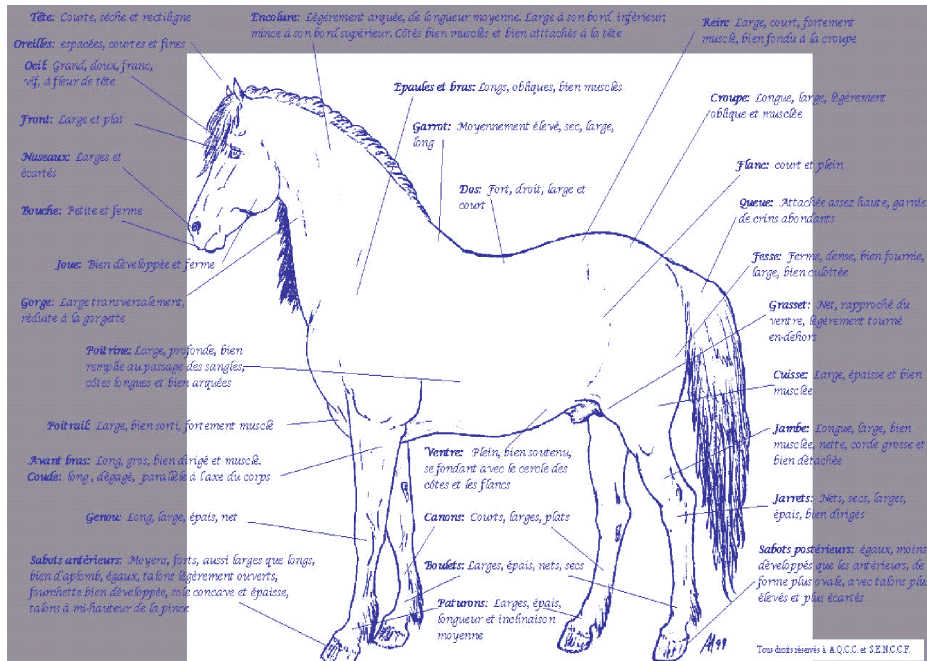 Tête: Courte, sèche et rectiligne
Oreilles: espacées, courtes et fines
Oeil: Grand, doux, franc,
vif, à fleur de tête
Front: Large et plat
Naseaux: Larges et
écartés
Bouche: Petite et ferme
Joue: Bien développée et ferme
Gorge: Large transversalement,
réduite à la gorgette
Poitrine: Large, profonde, bien
remplie au passage des sangles,
côtes longues et bien arquées
Poitrail: Large, bien sorti, fortement musclé
Avant bras: Long, gros, bien dirigé et musclé.
Coude: long, dégagé, parallèle à l'axe du corps
Genou: Long, large, épais, net
Sabots antérieurs: Moyens, forts, aussi larges que longs,
bien d'aplomb, égaux, talons légèrement ouverts,
fourchette bien développée, sole concave et épaisse,
talons à mi-hauteur de la pince
Encolure: Légèrement arquée, de longueur moyenne. Large à son bord inférieur;
mince à son bord supérieur. Côtés bien musclés et bien attitachés à la tête
Epaules et bras: Longs, obliques, bien musclés
Garrot: Moyennement élevé, sec, large,
long
Dos: Fort, droit, large et
court
Ventre: Plein, bien soutenu,
se fondant avec le cercle des
côtes et les flancs
Canons: Courts, larges, plats
Boulets: Larges, épais, nets, secs
Paturons: Larges, épais,
longueur et inclinaison
moyenne
Rein: Large, court, fortement
musclé, bien fondu à la croupe
Croupe: Longue, large, légèrement
oblique et musclée
Flanc: court et plein
Queue: Attachée assez haute, garnie
de crins abondants
Fesse: Ferme, dense, bien fournie,
large, bien culottée
Grasset: Net, rapproché du
ventre, légèrement tourné
en-dehors
Cuisse: Large, épaisse et bien
musclée
Jambe: Longue, large, bien
musclée, nette, corde grosse et
bien détachée
Jarrets: Nets, secs, larges,
épais, bien dirigés
Sabots postérieurs: égaux, moins
développés que les antérieurs, de
forme plus ovale, avec talons plus
élevés et plus écartés
99
Tous droits réservés à A.Q.C.C. et S.E.N.C.C.F.